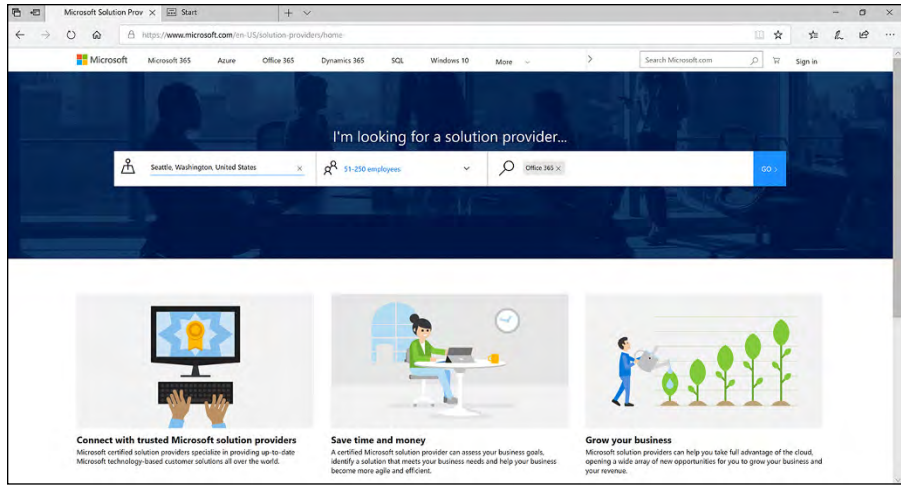 Microsoft Solution Prov
Start
https://www.microsoft.com/en-US/solution-providers/home
Microsoft
Microsoft 365
Azure
Office 365
Dynamics 365
SQL
Windows 10
More
Search Microsoft.com
Sign in
I'm looking for a solution provider...
Seattle, Washington, United States
51-250 employees
Office 365
GO
Connect with trusted Microsoft solution providers
Microsoft certified solution providers specialize in providing up-to-date
Microsoft technology-based customer solutions all over the world.
Save time and money
A certified Microsoft solution provider can assess your business goals,
identify a solution that meets your business needs and help your business
become more agile and efficient.
Grow your business
Microsoft solution providers can help you take full advantage of the cloud,
opening a wide array of new opportunities for you to grow your business and
your revenue.